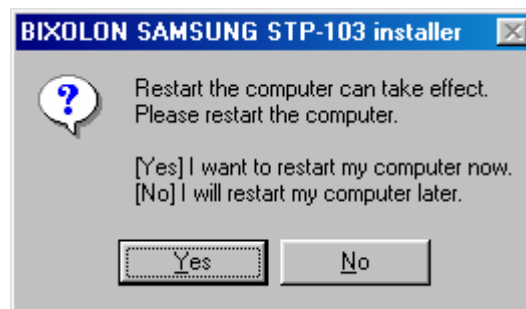 BIXOLON SAMSUNG STP-103 installer
Restart the computer can take effect.
Please restart the computer.
[Yes] I want to restart my computer now.
[No] I will restart my computer later.
Yes No